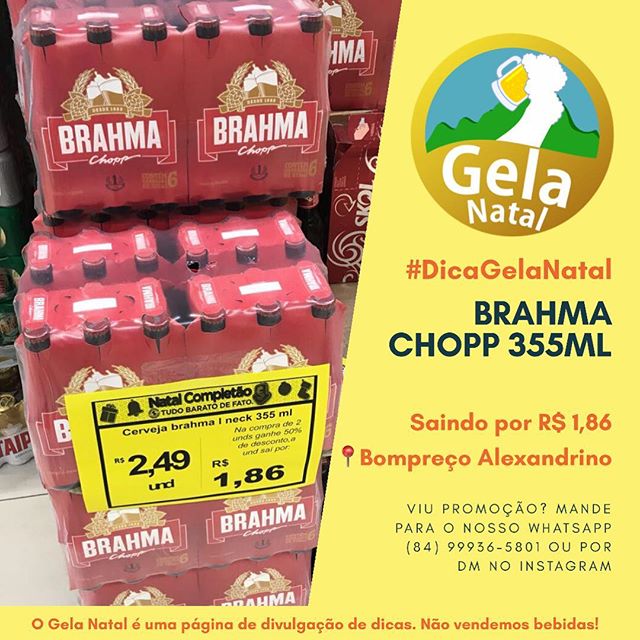 BRAHMA
Chopp
BRAHMA
Chopp
SKOL
BRAHMA
BRAHMA
Natal Completão
TUDO BARATO DE FATO.
Cerveja brahma l neck 355 ml
R$ 2,49 und
Na compra de 2
unds ganhe 50%
de desconto,a
und sai por:
R$ 1,86
BRAHMA
Chopp
BRAHMA
Gela
Natal
#DicaGelaNatal
BRAHMA
CHOPP 355ML
Saindo por R$ 1,86
Bompreço Alexandrino
VIU PROMOÇÃO? MANDE
PARA O NOSSO WHATSAPP
(84) 99936-5801 OU POR
DM NO INSTAGRAM
O Gela Natal é uma página de divulgação de dicas. Não vendemos bebidas!